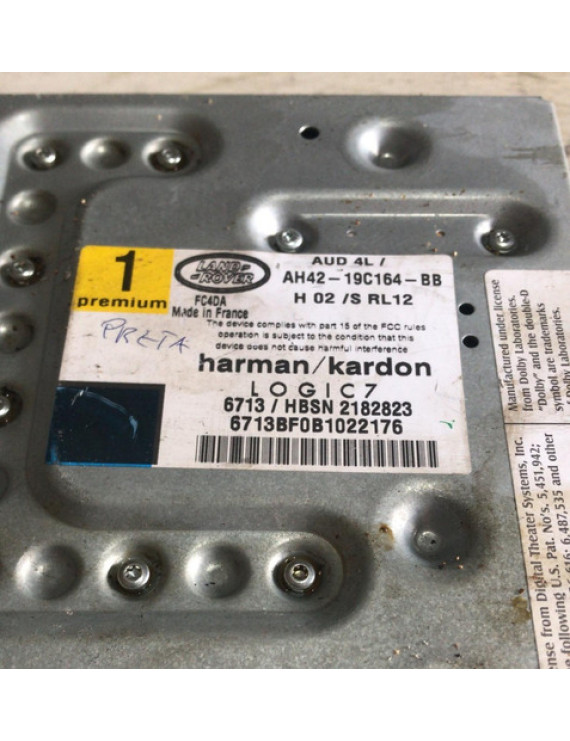 1
premium
LAND
ROVER
AUD 4L /
AH42-19C164-BB
H 02 /S RL12
FC4DA
Made in France
PRETA
The device complies with part 15 of the FCC rules
operation is subject to the condition that this
device does not cause harmful interference
harman/kardon
LOGIC7
6713 / HBSN 2182823
6713BF0B1022176
Manufactured under license
from Dolby Laboratories.
"Dolby" and the double-D
symbol are trademarks
of Dolby Laboratories.
ense from Digital Theater Systems, Inc.
following U.S. Pat. No's. 5,451,942;
616; 6,487,535 and other